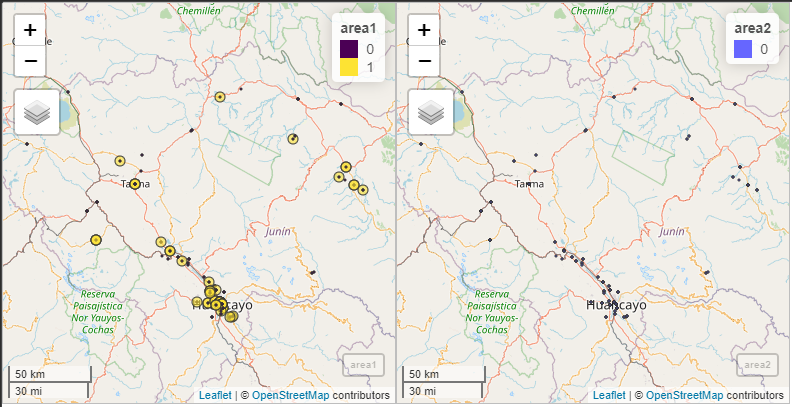 Chemillén
area1
0
1
+
−
Tarma
Junín
Reserva
Paisajística
Nor Yauyos-
Cochas
Huancayo
area1
50 km
30 mi
Leaflet | © OpenStreetMap contributors
Chemillén
area2
0
+
−
Tarma
Junín
Reserva
Paisajística
Nor Yauyos-
Cochas
Huancayo
area2
50 km
30 mi
Leaflet | © OpenStreetMap contributors